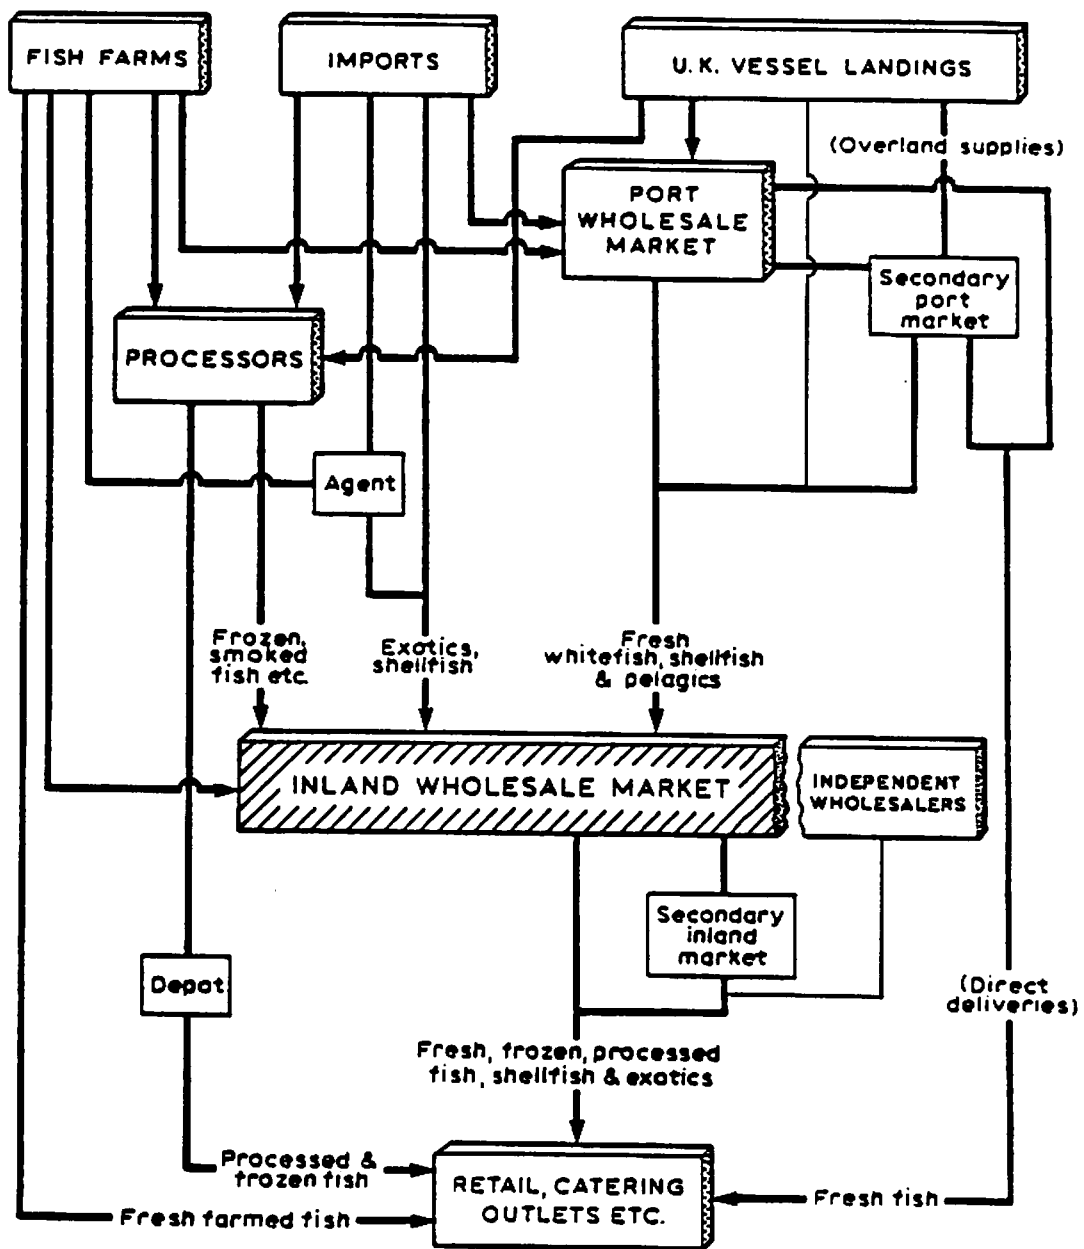 FISH FARMS
IMPORTS
U.K. VESSEL LANDINGS
(Overland supplies)
PORT
WHOLESALE
MARKET
Secondary
port
market
PROCESSORS
Agent
Frozen,
smoked
fish etc.
Exotics,
shellfish
Fresh
whitefish, shellfish
& pelagics
INLAND WHOLESALE MARKET
INDEPENDENT
WHOLESALERS
Secondary
inland
market
Depot
(Direct
deliveries)
Fresh, frozen, processed
fish, shellfish & exotics
Processed &
frozen fish
RETAIL, CATERING
OUTLETS ETC.
Fresh fish
Fresh farmed fish